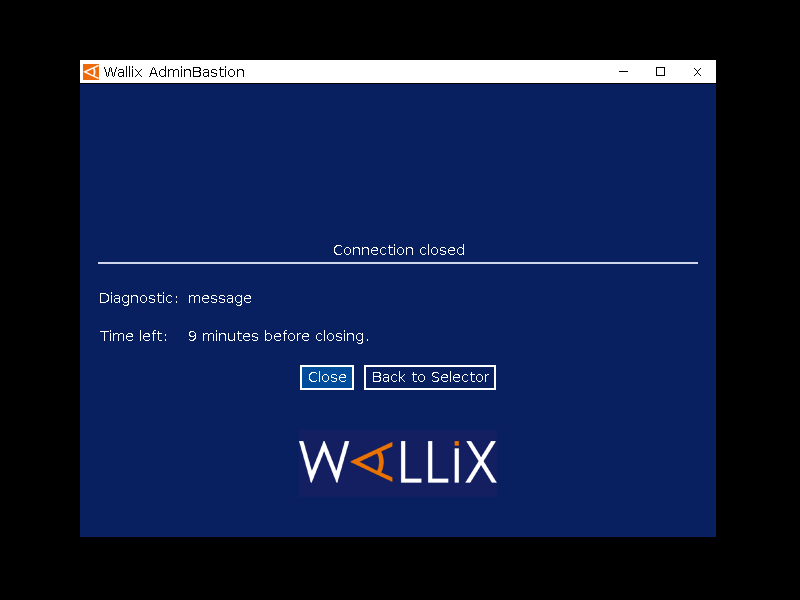 Wallix AdminBastion
Connection closed
Diagnostic: message
Time left: 9 minutes before closing.
Close Back to Selector
WALLiX